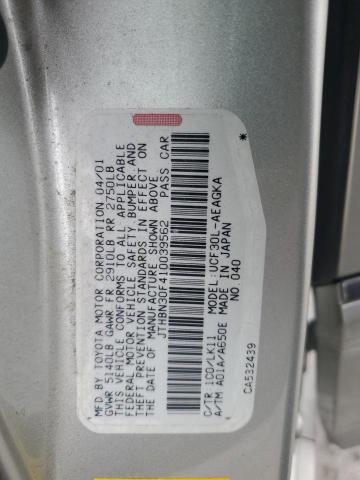 MFD BY TOYOTA MOTOR CORPORATION 04/01
GVWR 5140LB GAWR FR 2910LB RR 2750LB
THIS VEHICLE CONFORMS TO ALL APPLICABLE
FEDERAL MOTOR VEHICLE SAFETY, BUMPER, AND
THEFT PREVENTION STANDARDS IN EFFECT ON
THE DATE OF MANUFACTURE SHOWN ABOVE.
JTHBN30F410039562 PASS CAR
*
C/TR 1C0/LK11 MODEL:UCF30L-AEAGKA
A/TM A01A/A650E MADE IN JAPAN
NO 040
CA532439